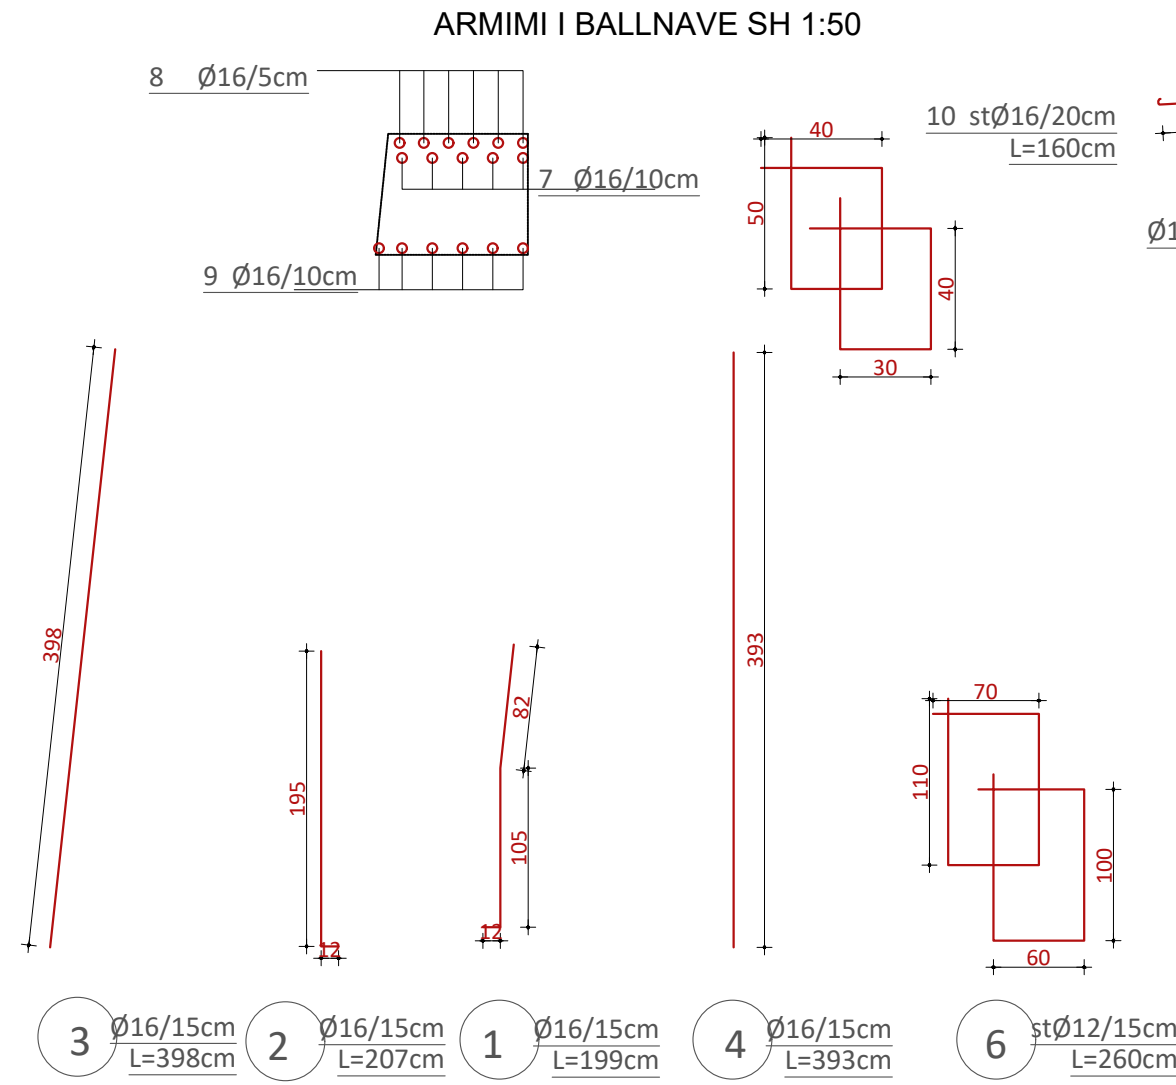 ARMIMI I BALLNAVE SH 1:50
8 Ø16/5cm
7 Ø16/10cm
9 Ø16/10cm
40
50
40
30
10 stØ16/20cm
L=160cm
Ø1
398
195
12
82
105
12
393
70
110
100
60
3 Ø16/15cm
L=398cm
2 Ø16/15cm
L=207cm
1 Ø16/15cm
L=199cm
4 Ø16/15cm
L=393cm
6 stØ12/15cm
L=260cm